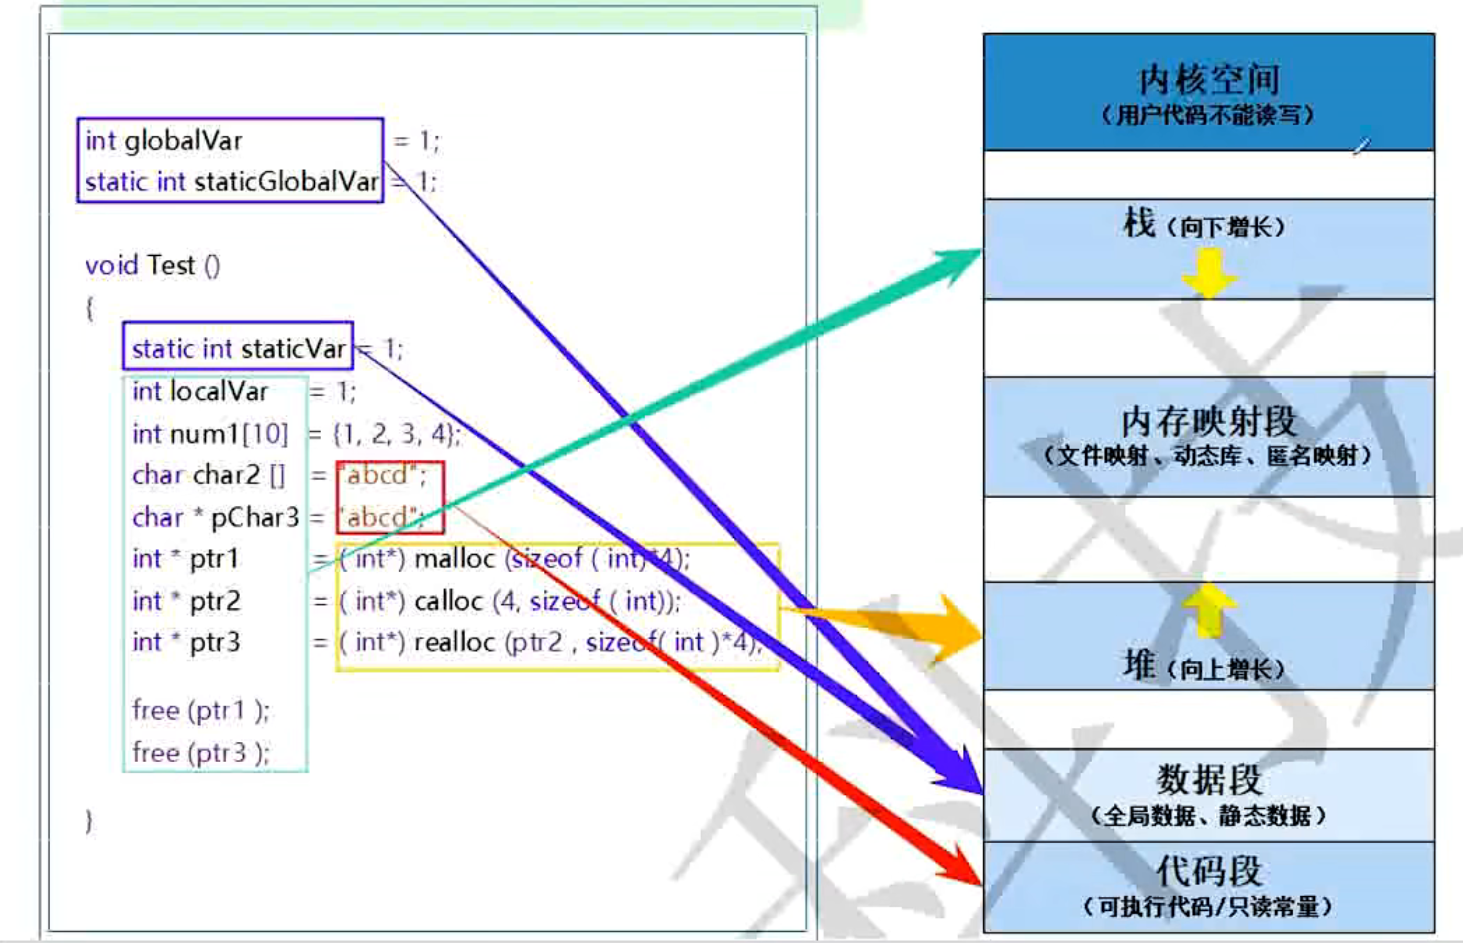 int globalVar = 1;
static int staticGlobalVar = 1;
void Test ()
{
static int staticVar = 1;
int localVar = 1;
int num1[10] = {1, 2, 3, 4};
char char2 [] = "abcd";
char * pChar3 = "abcd";
int * ptr1 = ( int*) malloc (sizeof ( int)*4);
int * ptr2 = ( int*) calloc (4, sizeof ( int));
int * ptr3 = ( int*) realloc (ptr2 , sizeof( int )*4);
free (ptr1 );
free (ptr3 );
}
内核空间
(用户代码不能读写)
栈(向下增长)
内存映射段
(文件映射、动态库、匿名映射)
堆(向上增长)
数据段
(全局数据、静态数据)
代码段
(可执行代码/只读常量)